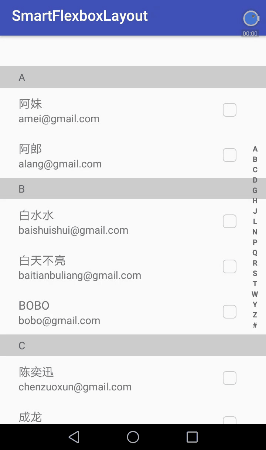 SmartFlexboxLayout
00:00
A
阿妹
amei@gmail.com
阿郎
alang@gmail.com
B
白水水
baishuishui@gmail.com
白天不亮
baitianbuliang@gmail.com
BOBO
bobo@gmail.com
C
陈奕迅
chenzuoxun@gmail.com
成龙
A
B
C
D
G
H
J
L
N
P
Q
R
S
T
W
Y
Z
#